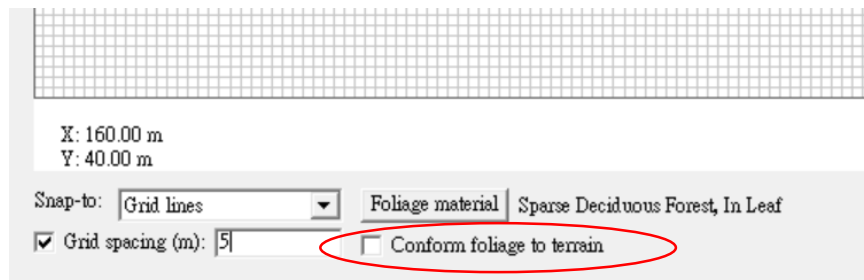 X: 160.00 m
Y: 40.00 m
Snap-to: Grid lines Foliage material Sparse Deciduous Forest, In Leaf
Grid spacing (m): 5 Conform foliage to terrain